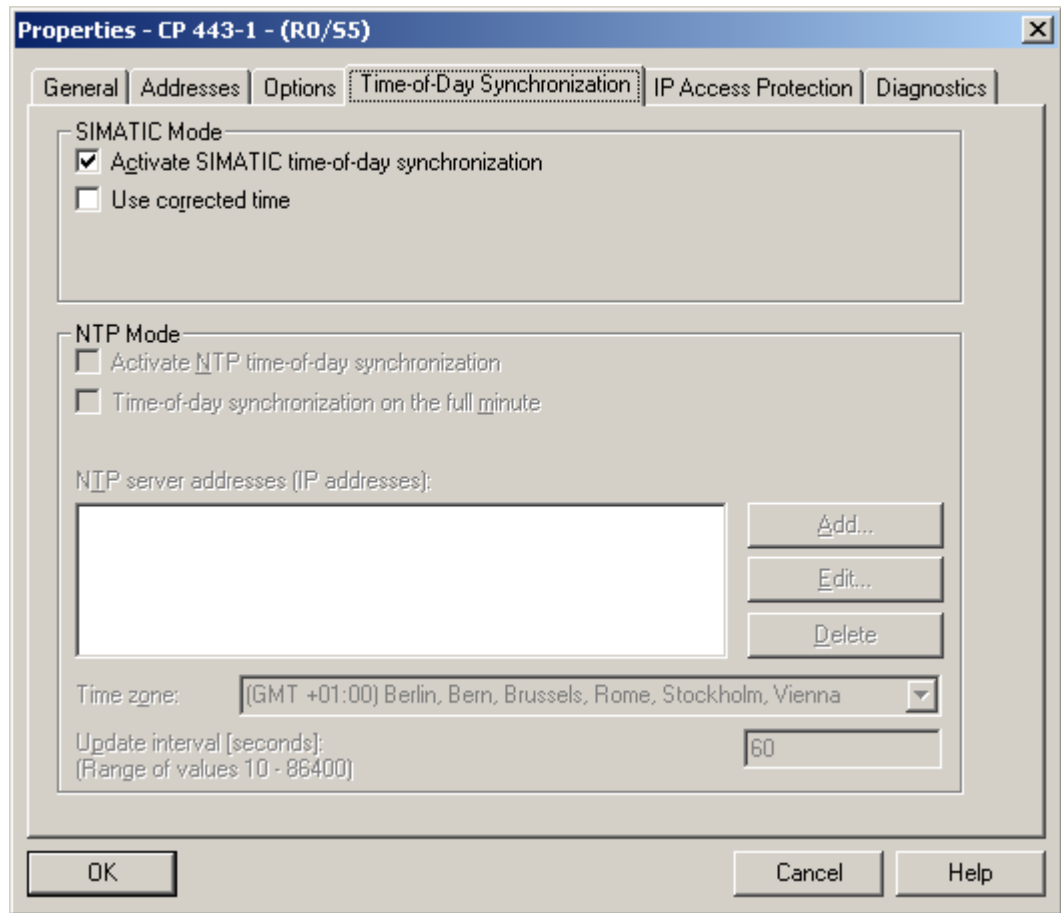 Properties - CP 443-1 - (R0/S5)
General Addresses Options Time-of-Day Synchronization IP Access Protection Diagnostics
SIMATIC Mode
Activate SIMATIC time-of-day synchronization
Use corrected time
NTP Mode
Activate NTP time-of-day synchronization
Time-of-day synchronization on the full minute
NTP server addresses (IP addresses):
Add...
Edit...
Delete
Time zone: (GMT +01:00) Berlin, Bern, Brussels, Rome, Stockholm, Vienna
Update interval [seconds]: 60
(Range of values 10 - 86400)
OK Cancel Help